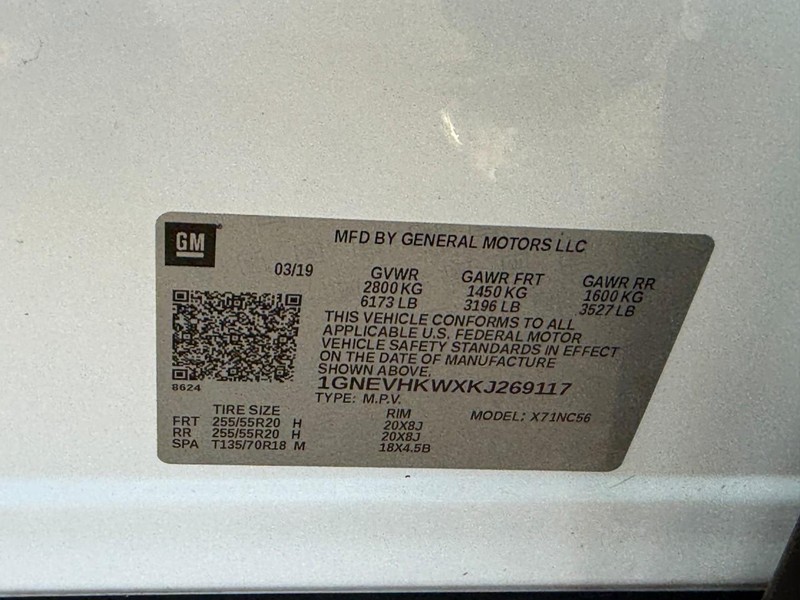 GM
MFD BY GENERAL MOTORS LLC
03/19 GVWR GAWR FRT GAWR RR
2800 KG 1450 KG 1600 KG
6173 LB 3196 LB 3527 LB
THIS VEHICLE CONFORMS TO ALL
APPLICABLE U.S. FEDERAL MOTOR
VEHICLE SAFETY STANDARDS IN EFFECT
ON THE DATE OF MANUFACTURE
SHOWN ABOVE.
8624
1GNEVHKWXKJ269117
TYPE: M.P.V.
TIRE SIZE RIM MODEL: X71NC56
FRT 255/55R20 H 20X8J
RR 255/55R20 H 20X8J
SPA T135/70R18 M 18X4.5B